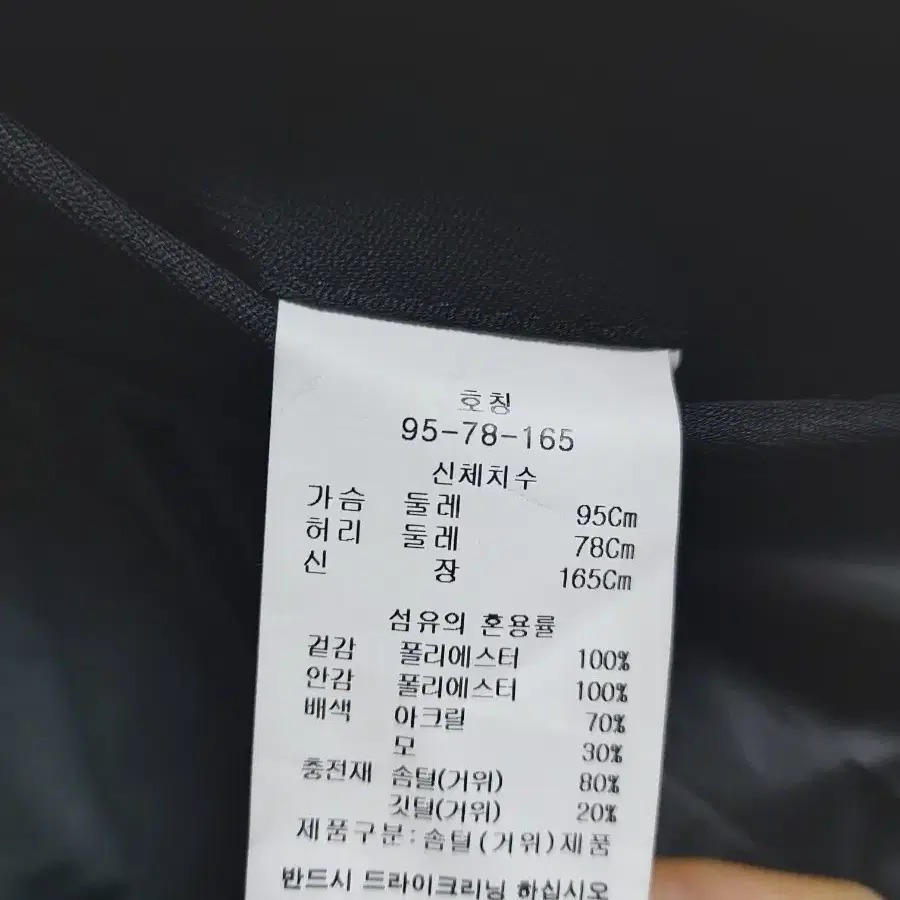 호칭
95-78-165
신체치수
가슴 둘레 95Cm
허리 둘레 78Cm
신 장 165Cm
섬유의 혼용률
겉감 폴리에스터 100%
안감 폴리에스터 100%
배색 아크릴 70%
모 30%
충전재 솜털(거위) 80%
깃털(거위) 20%
제품구분:솜털(거위)제품
반드시 드라이크리닝 하십시오